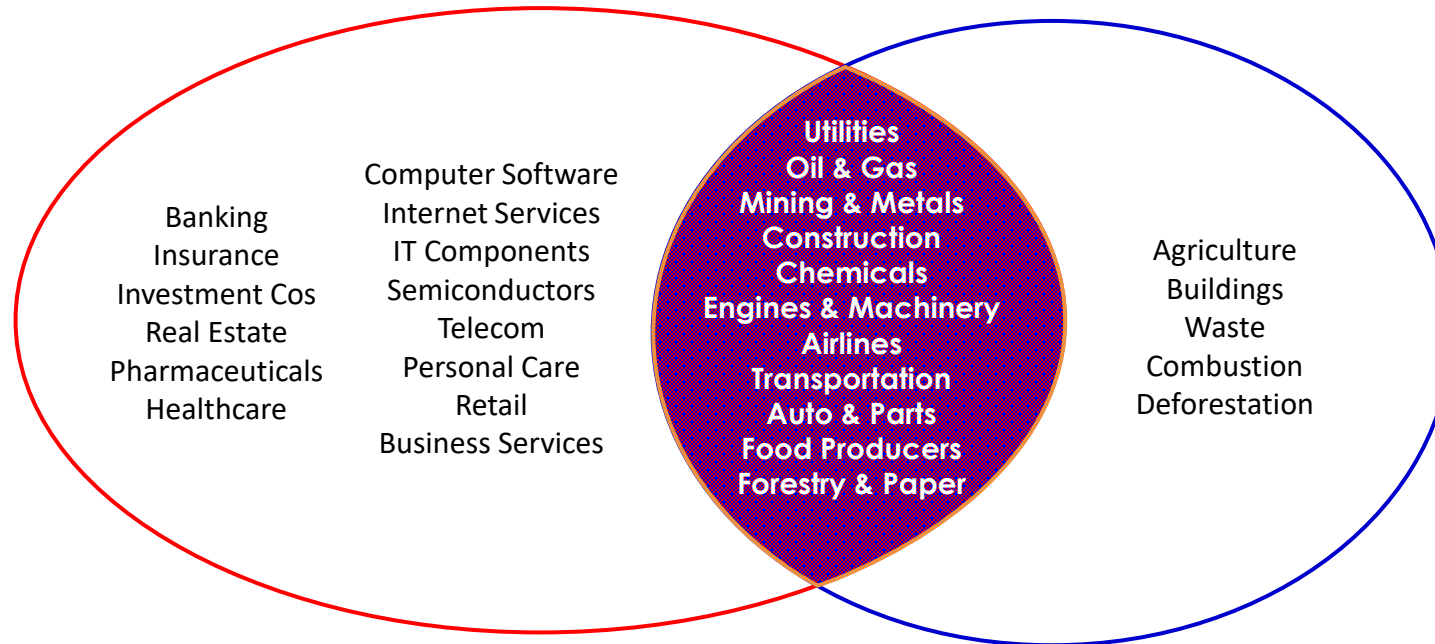 Banking
Insurance
Investment Cos
Real Estate
Pharmaceuticals
Healthcare
Computer Software
Internet Services
IT Components
Semiconductors
Telecom
Personal Care
Retail
Business Services
Utilities
Oil & Gas
Mining & Metals
Construction
Chemicals
Engines & Machinery
Airlines
Transportation
Auto & Parts
Food Producers
Forestry & Paper
Agriculture
Buildings
Waste
Combustion
Deforestation